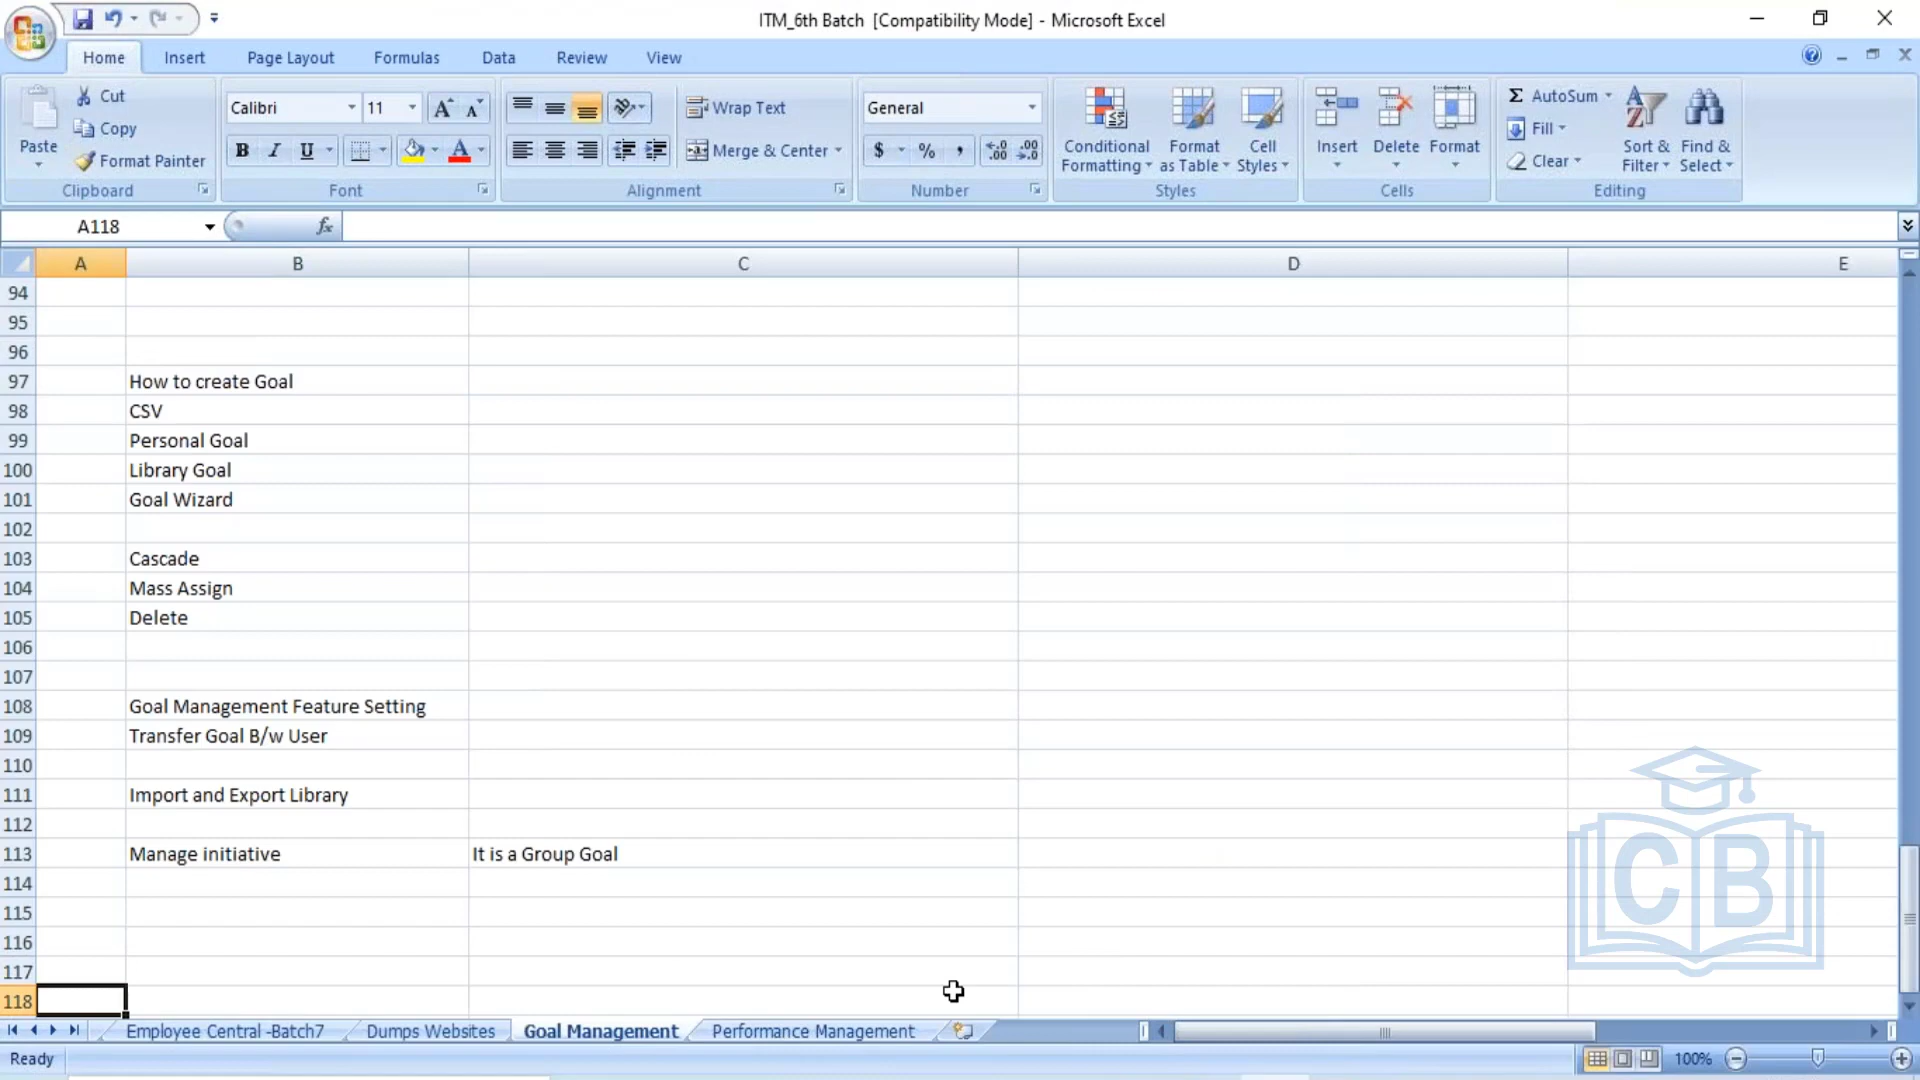 ITM_6th Batch [Compatibility Mode] - Microsoft Excel
Home Insert Page Layout Formulas Data Review View
Paste
Cut
Copy
Format Painter
Clipboard
Calibri 11
B I U A
Font
Wrap Text
Merge & Center
Alignment
General
$ % ,
Number
Conditional Formatting
Format as Table
Cell Styles
Styles
Insert Delete Format
Cells
Σ AutoSum
Fill
Clear
Sort & Filter
Find & Select
Editing
A118 fx
A B C D E
94
95
96
97 How to create Goal
98 CSV
99 Personal Goal
100 Library Goal
101 Goal Wizard
102
103 Cascade
104 Mass Assign
105 Delete
106
107
108 Goal Management Feature Setting
109 Transfer Goal B/w User
110
111 Import and Export Library
112
113 Manage initiative It is a Group Goal
114
115
116
117
118
CB
Employee Central -Batch7 Dumps Websites Goal Management Performance Management
Ready 100%